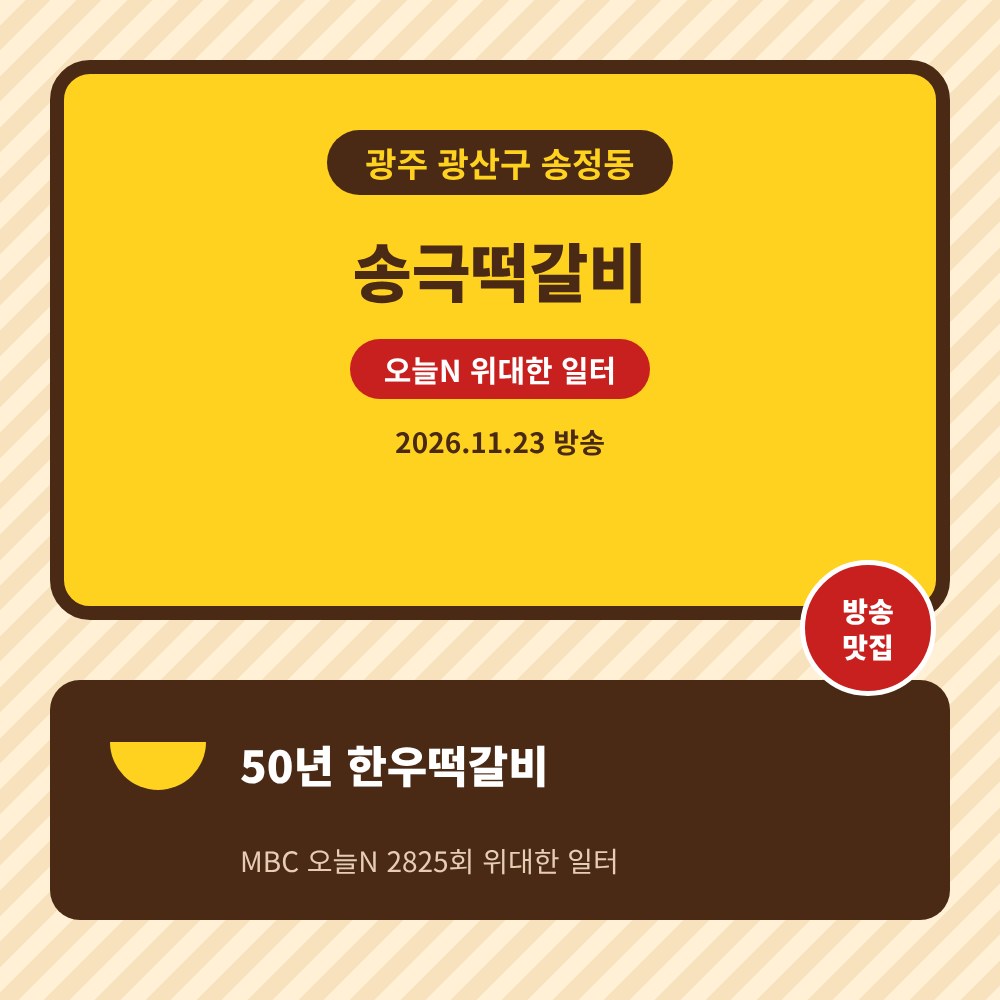 광주 광산구 송정동
송극떡갈비
오늘N 위대한 일터
2026.11.23 방송
방송
맛집
50년 한우떡갈비
MBC 오늘N 2825회 위대한 일터